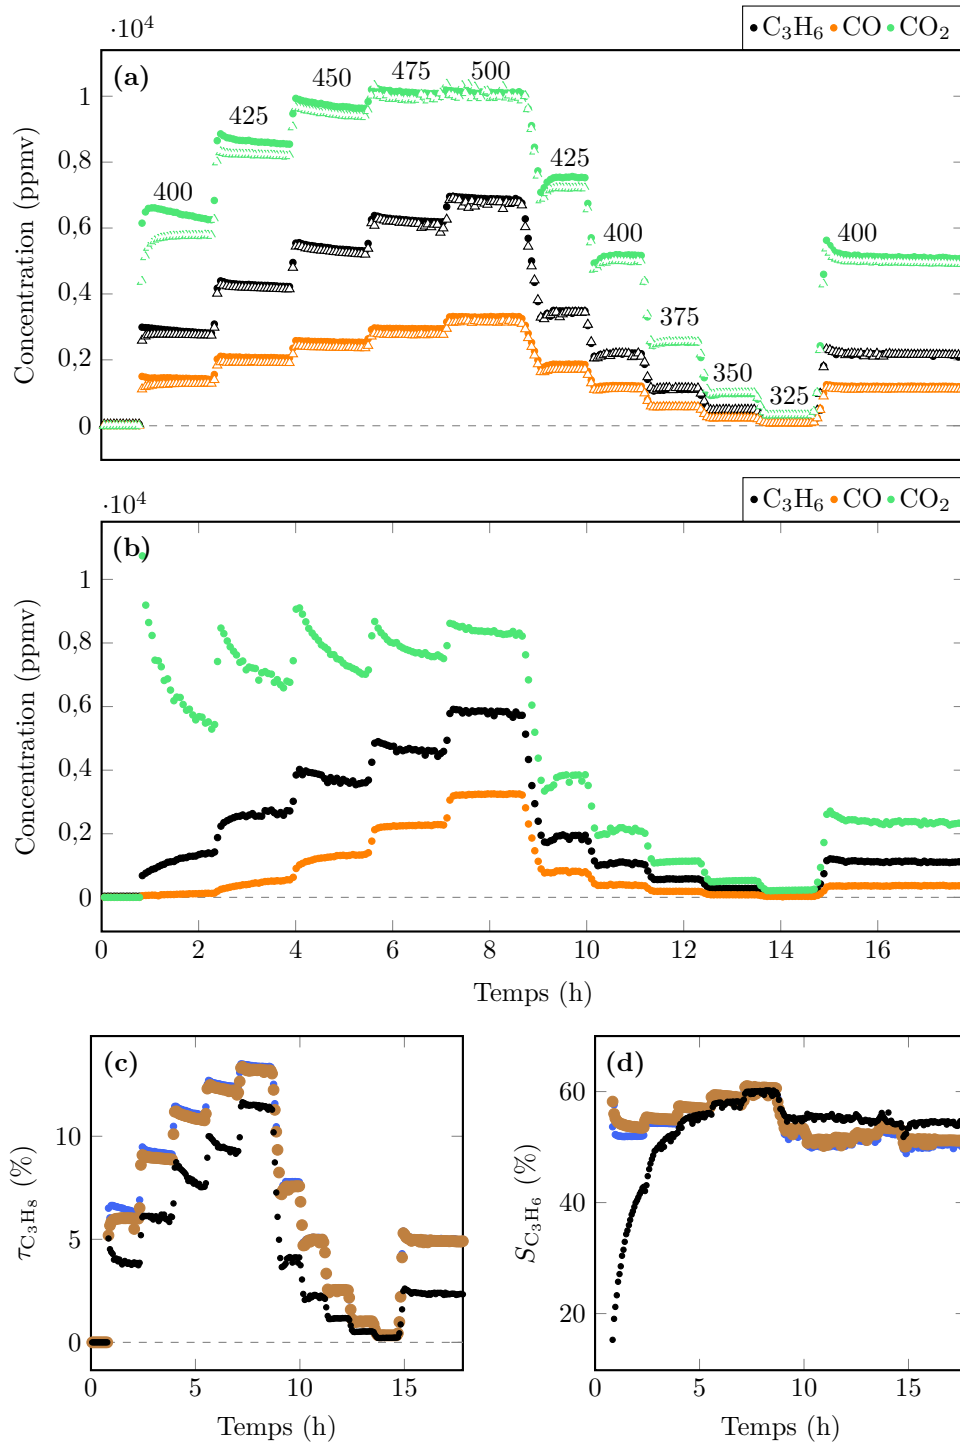 ·10⁴
C₃H₆ CO CO₂
(a)
1
0,8
0,6
0,4
0,2
0
Concentration (ppmv)
400
425
450
475
500
425
400
375
350
325
400
·10⁴
C₃H₆ CO CO₂
(b)
1
0,8
0,6
0,4
0,2
0
Concentration (ppmv)
0 2 4 6 8 10 12 14 16
Temps (h)
(c)
10
5
0
τC₃H₈ (%)
0 5 10 15
Temps (h)
(d)
60
40
20
SC₃H₆ (%)
0 5 10 15
Temps (h)